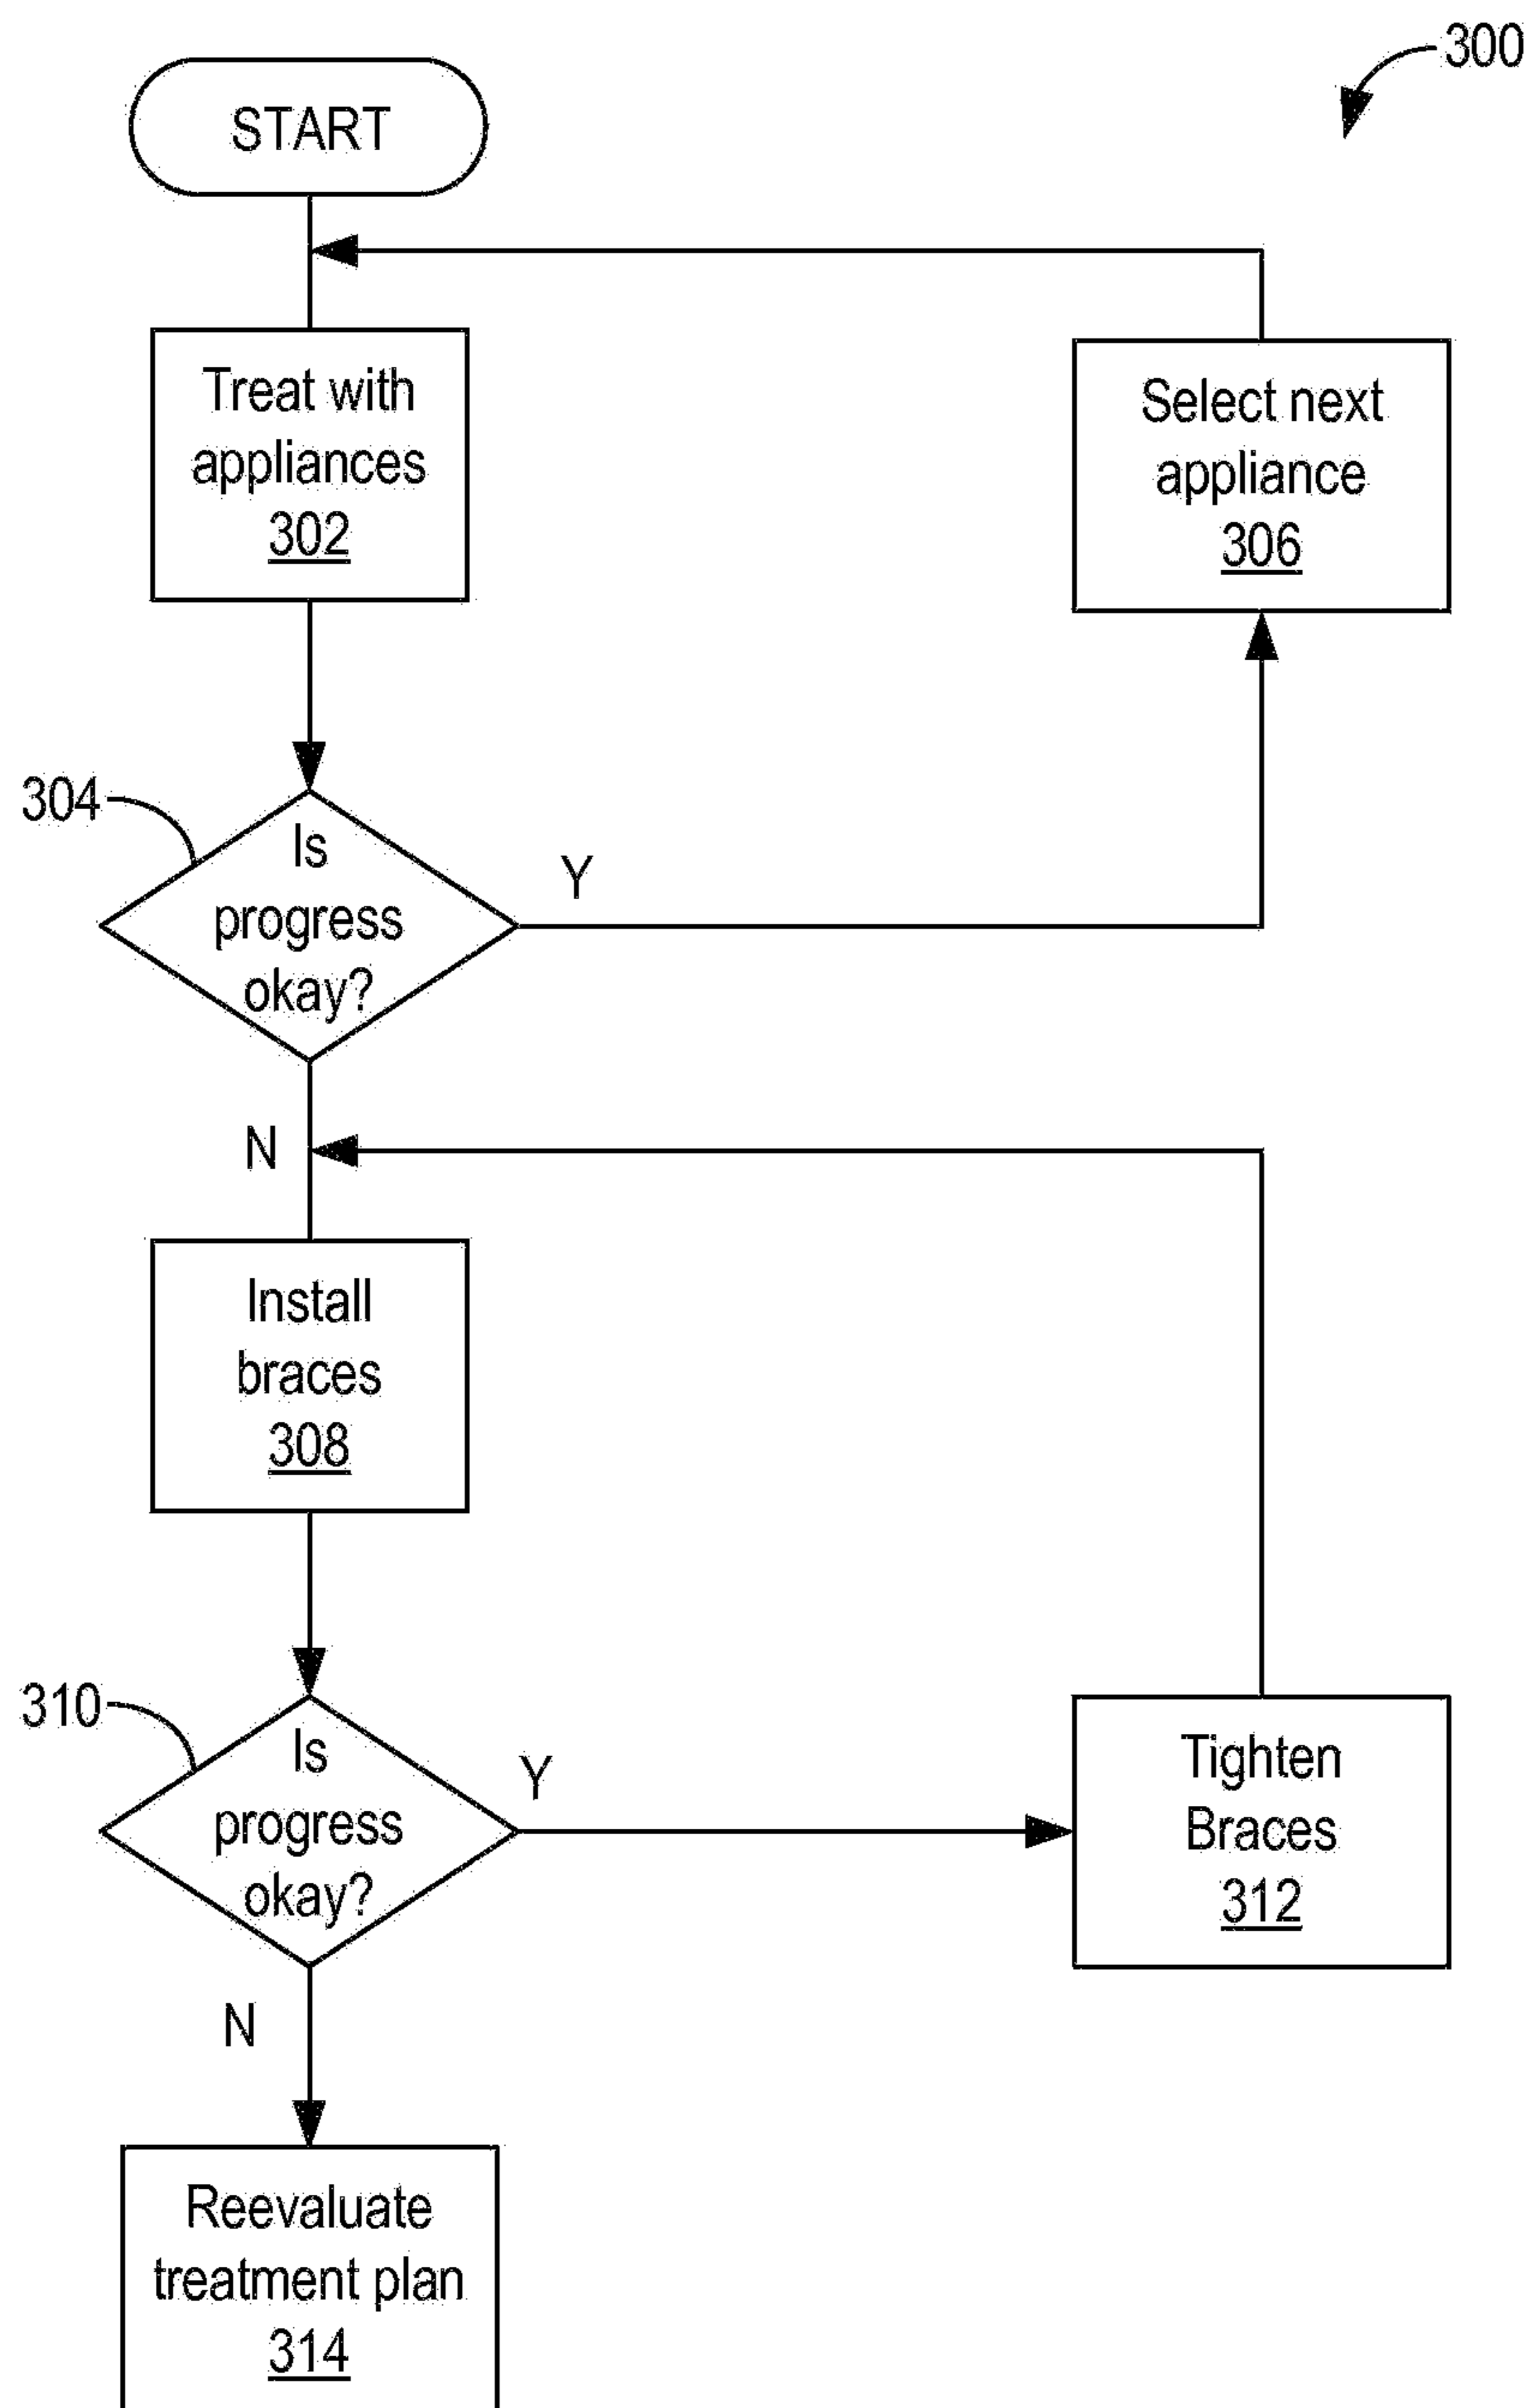 300
START
Treat with
appliances
302
Select next
appliance
306
304
Is
progress
okay?
Y
N
Install
braces
308
310
Is
progress
okay?
Y
Tighten
Braces
312
N
Reevaluate
treatment plan
314